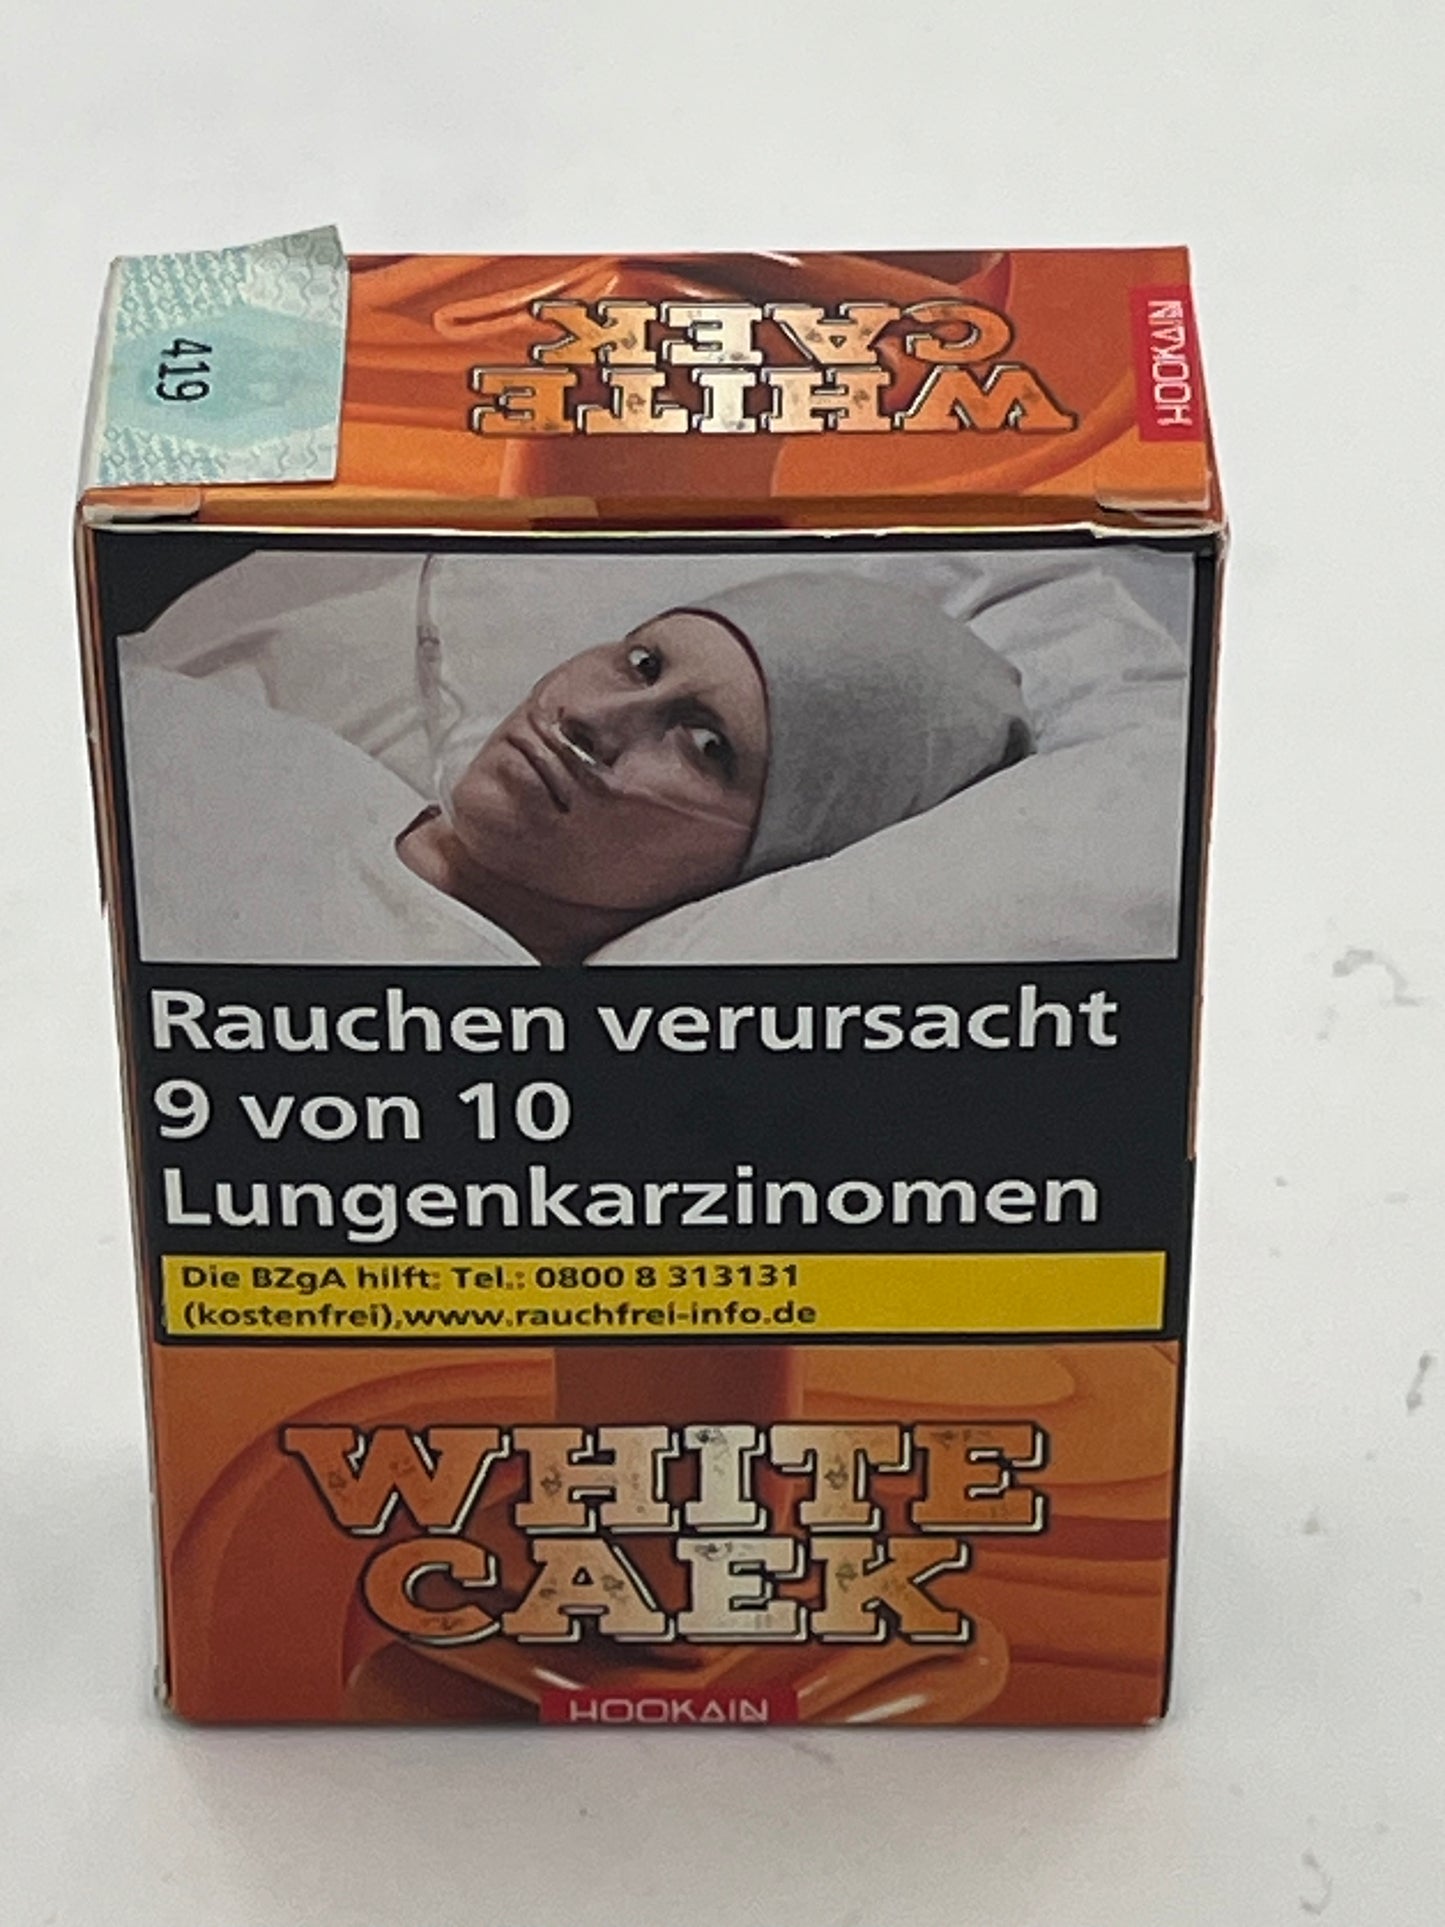 419
WHITE
CAEK
HOOKAIN
Rauchen verursacht
9 von 10
Lungenkarzinomen
Die BZgA hilft: Tel.: 0800 8 313131
(kostenfrei),www.rauchfrei-info.de
WHITE
CAEK
HOOKAIN